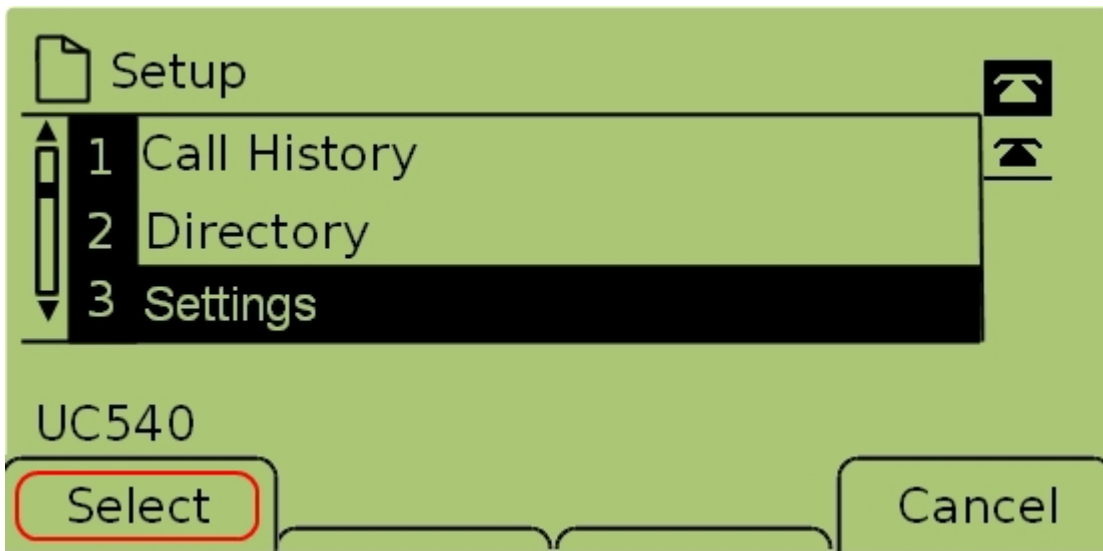 Setup
1 Call History
2 Directory
3 Settings
UC540
Select Cancel